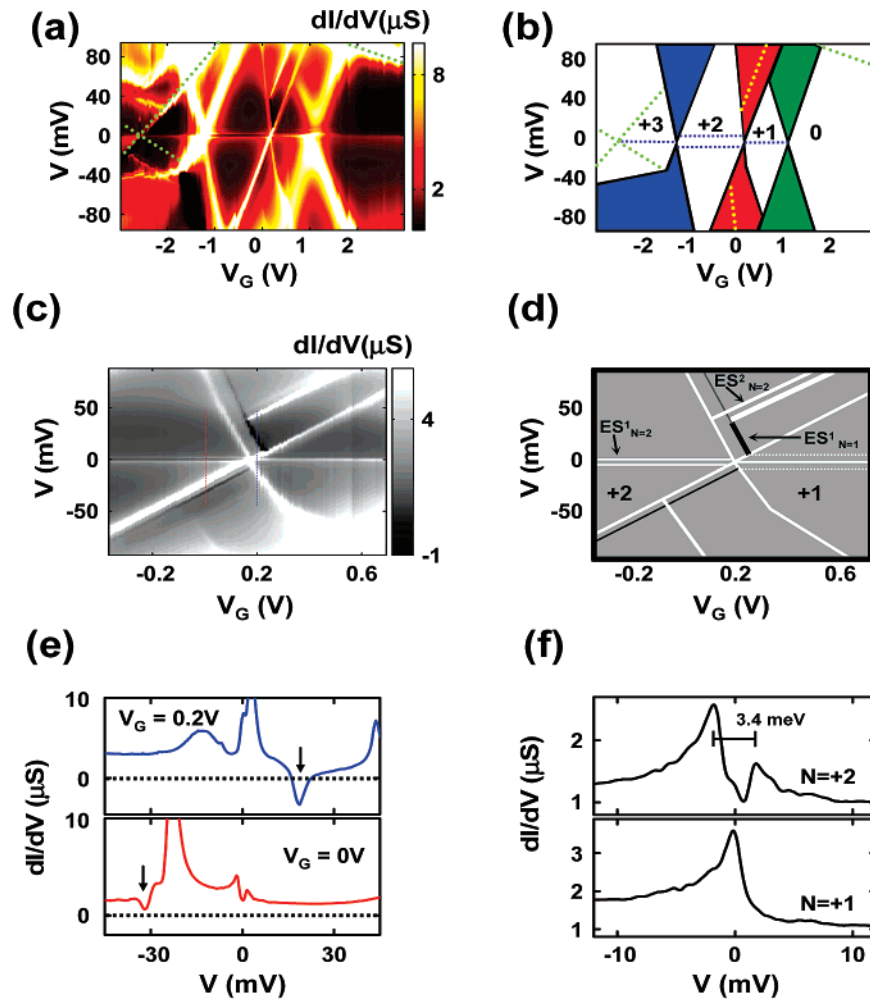 (a)
dI/dV(μS)
80
40
0
-40
-80
V (mV)
-2
-1
0
1
2
V_G (V)
8
2
(b)
80
40
0
-40
-80
V (mV)
+3
+2
+1
0
-2
-1
0
1
2
V_G (V)
(c)
dI/dV(μS)
50
0
-50
V (mV)
-0.2
0.2
0.6
V_G (V)
4
-1
(d)
50
0
-50
V (mV)
ES²_{N=2}
ES¹_{N=2}
ES¹_{N=1}
+2
+1
-0.2
0.2
0.6
V_G (V)
(e)
10
0
V_G = 0.2V
10
0
V_G = 0V
dI/dV (μS)
-30
0
30
V (mV)
(f)
2
1
3.4 meV
N=+2
3
2
1
N=+1
dI/dV (μS)
-10
0
10
V (mV)